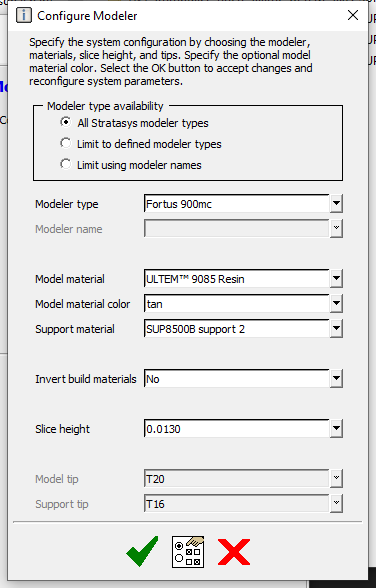 Configure Modeler
Specify the system configuration by choosing the modeler,
materials, slice height, and tips. Specify the optional model
material color. Select the OK button to accept changes and
reconfigure system parameters.
Modeler type availability
All Stratasys modeler types
Limit to defined modeler types
Limit using modeler names
Modeler type Fortus 900mc
Modeler name
Model material ULTEM™ 9085 Resin
Model material color tan
Support material SUP8500B support 2
Invert build materials No
Slice height 0.0130
Model tip T20
Support tip T16